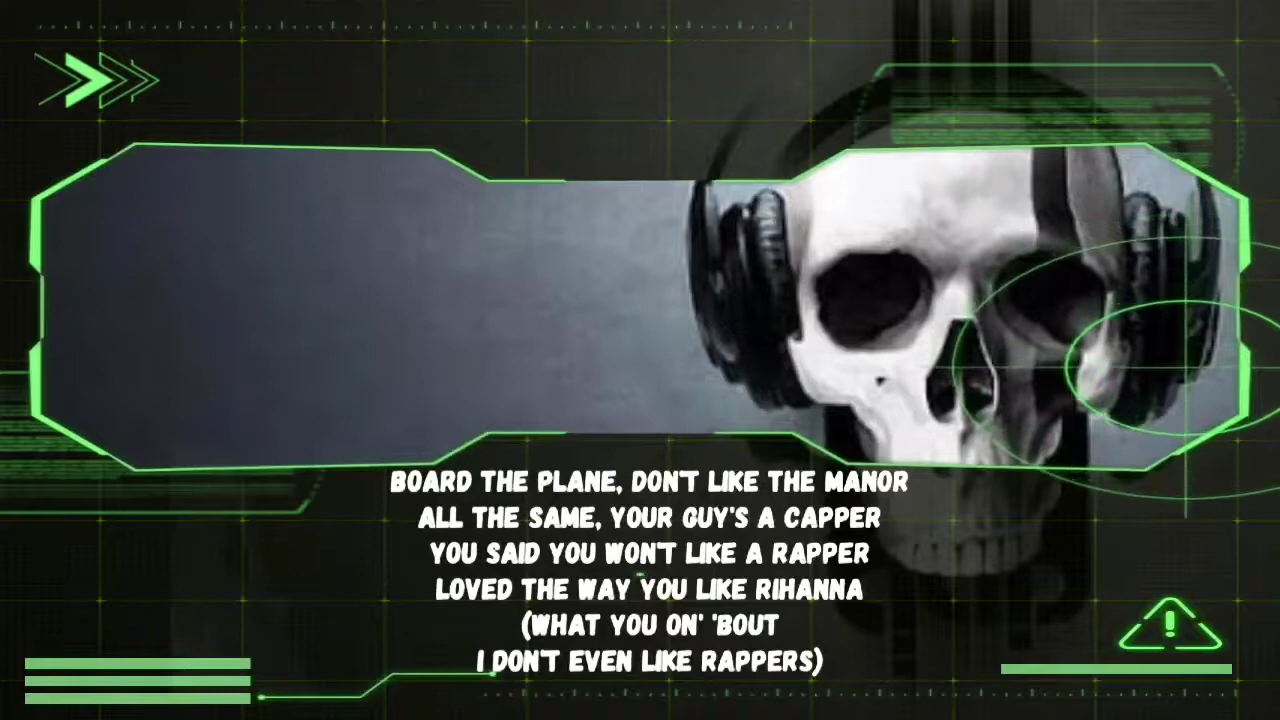 BOARD THE PLANE, DON'T LIKE THE MANOR
ALL THE SAME, YOUR GUY'S A CAPPER
YOU SAID YOU WON'T LIKE A RAPPER
LOVED THE WAY YOU LIKE RIHANNA
(WHAT YOU ON' 'BOUT
I DON'T EVEN LIKE RAPPERS)